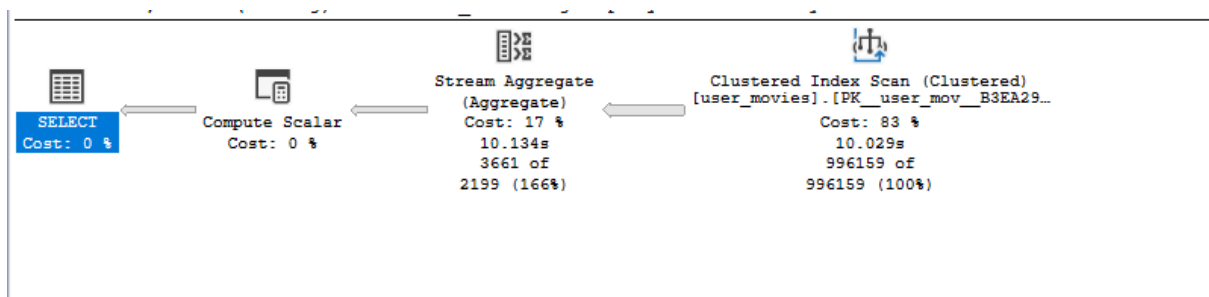 SELECT
Cost: 0 %
Compute Scalar
Cost: 0 %
Stream Aggregate
(Aggregate)
Cost: 17 %
10.134s
3661 of
2199 (166%)
Clustered Index Scan (Clustered)
[user_movies].[PK__user_mov__B3EA29…
Cost: 83 %
10.029s
996159 of
996159 (100%)